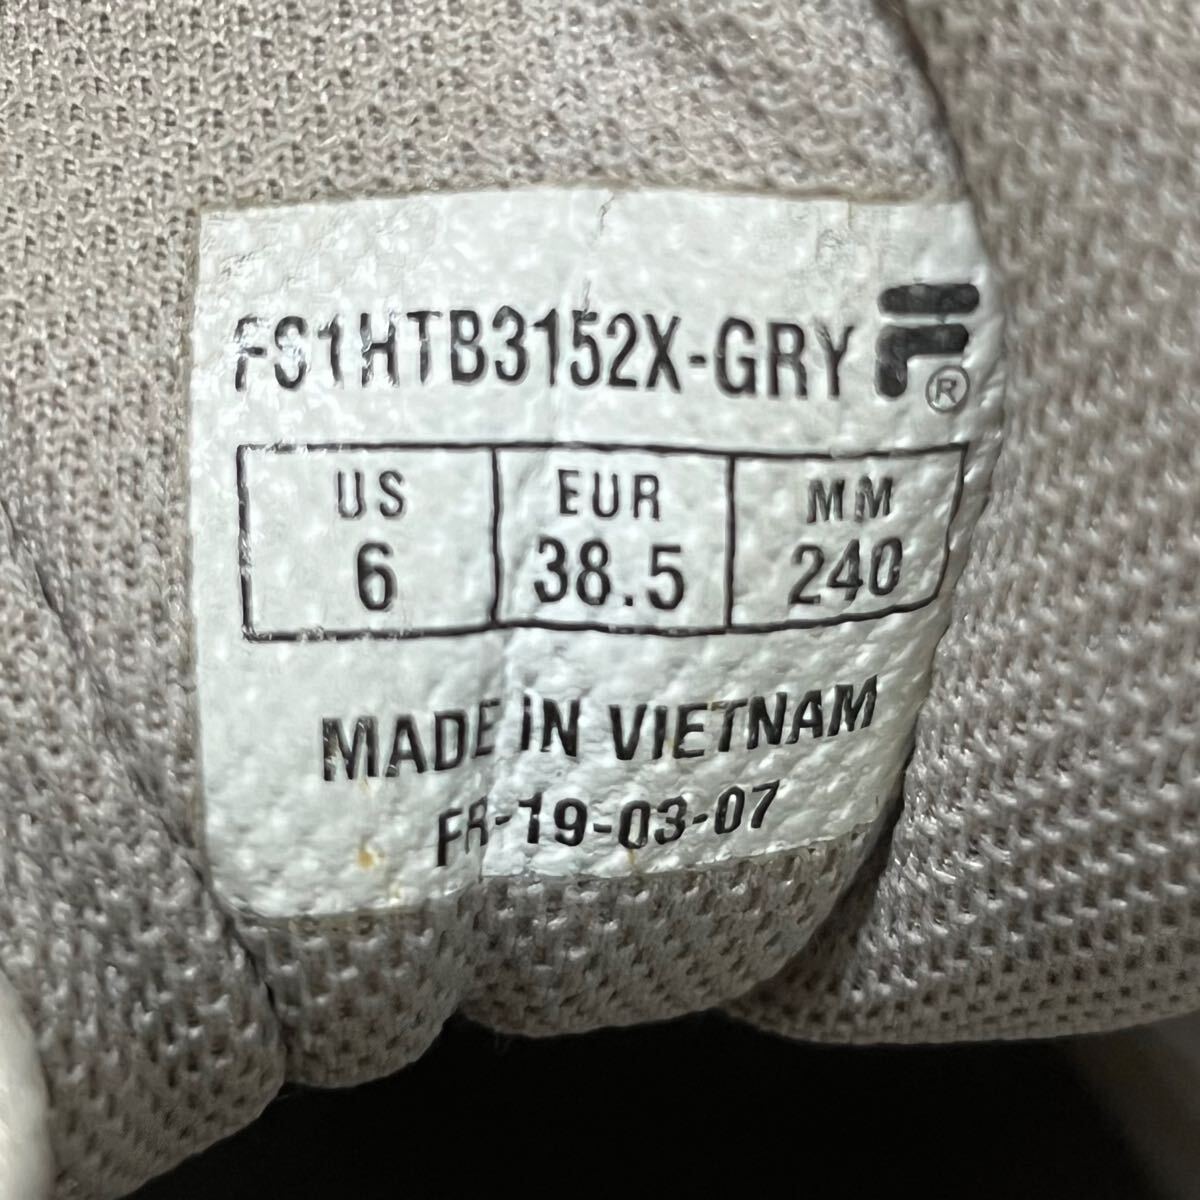 FS1HTB3152X-GRY F®
US EUR MM
6 38.5 240
MADE IN VIETNAM
FR-19-03-07